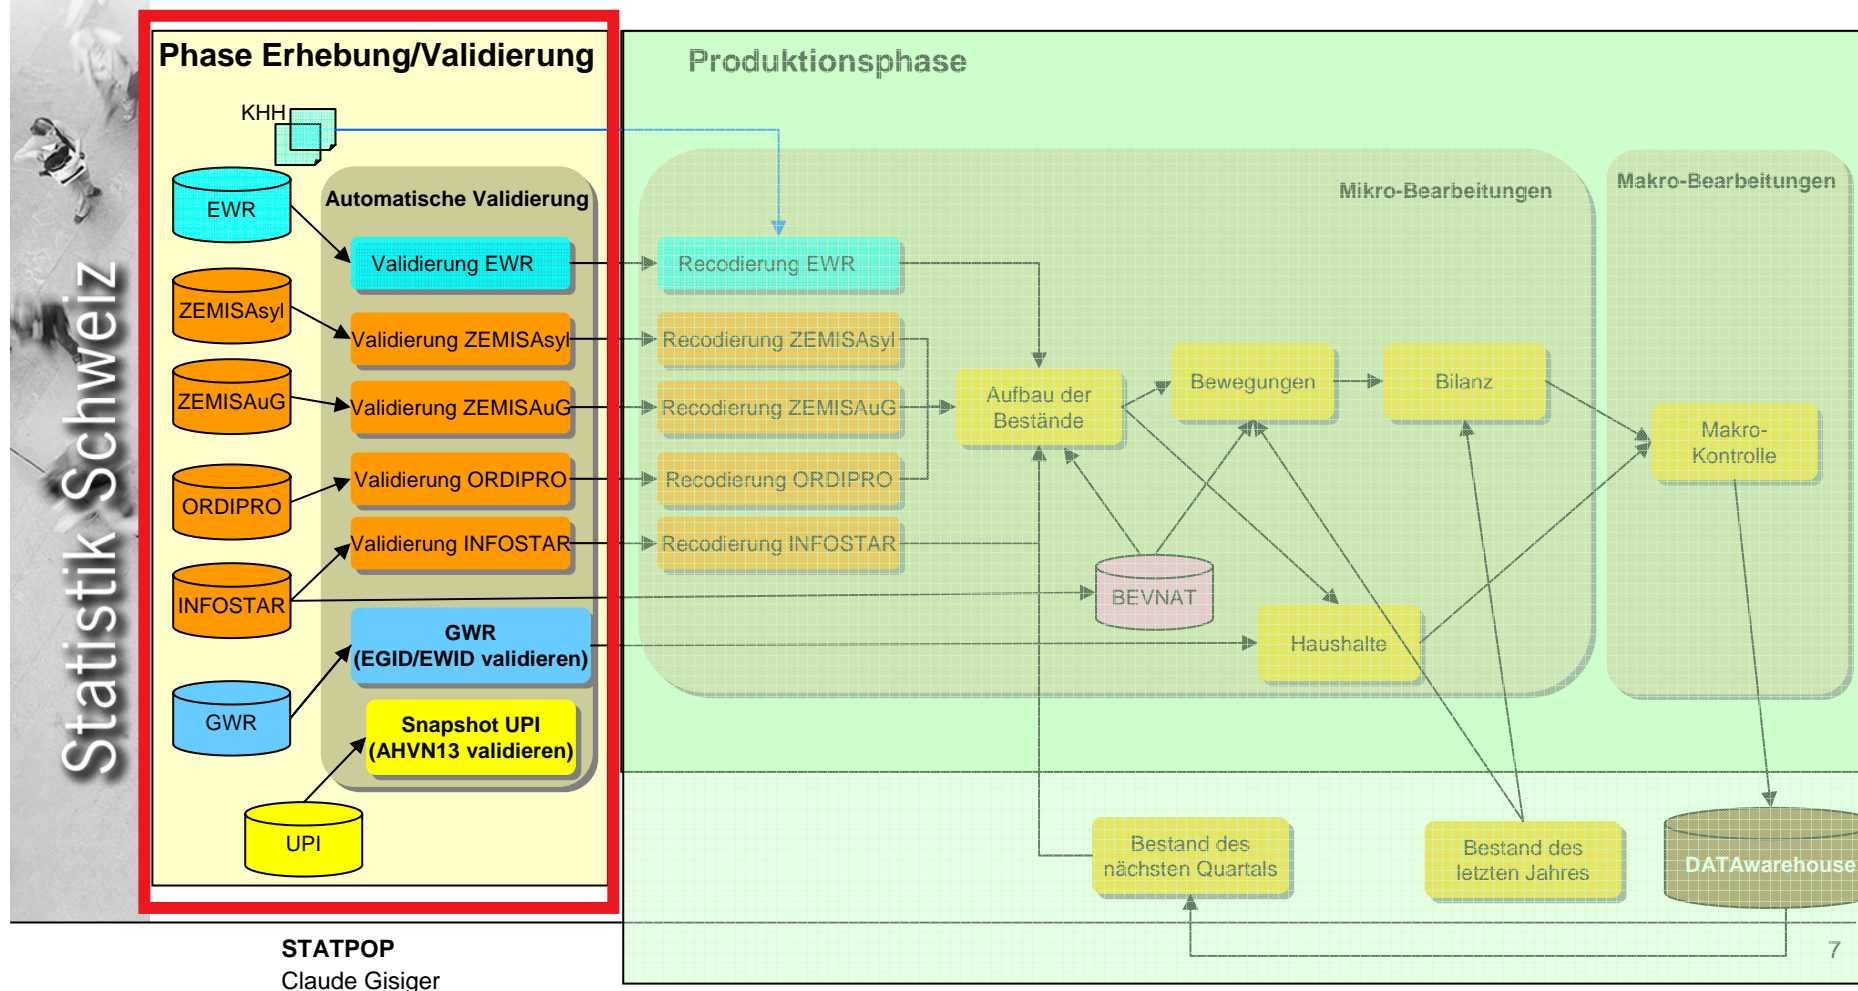 Statistik Schweiz
Phase Erhebung/Validierung
KHH
EWR
ZEMISAsyl
ZEMISAuG
ORDIPRO
INFOSTAR
GWR
UPI
Automatische Validierung
Validierung EWR
Validierung ZEMISAsyl
Validierung ZEMISAuG
Validierung ORDIPRO
Validierung INFOSTAR
GWR
(EGID/EWID validieren)
Snapshot UPI
(AHVN13 validieren)
Produktionsphase
Mikro-Bearbeitungen
Recodierung EWR
Recodierung ZEMISAsyl
Recodierung ZEMISAuG
Recodierung ORDIPRO
Recodierung INFOSTAR
Aufbau der
Bestände
Bewegungen
Bilanz
BEVNAT
Haushalte
Makro-Bearbeitungen
Makro-
Kontrolle
Bestand des
nächsten Quartals
Bestand des
letzten Jahres
DATAwarehouse
STATPOP
Claude Gisiger
7